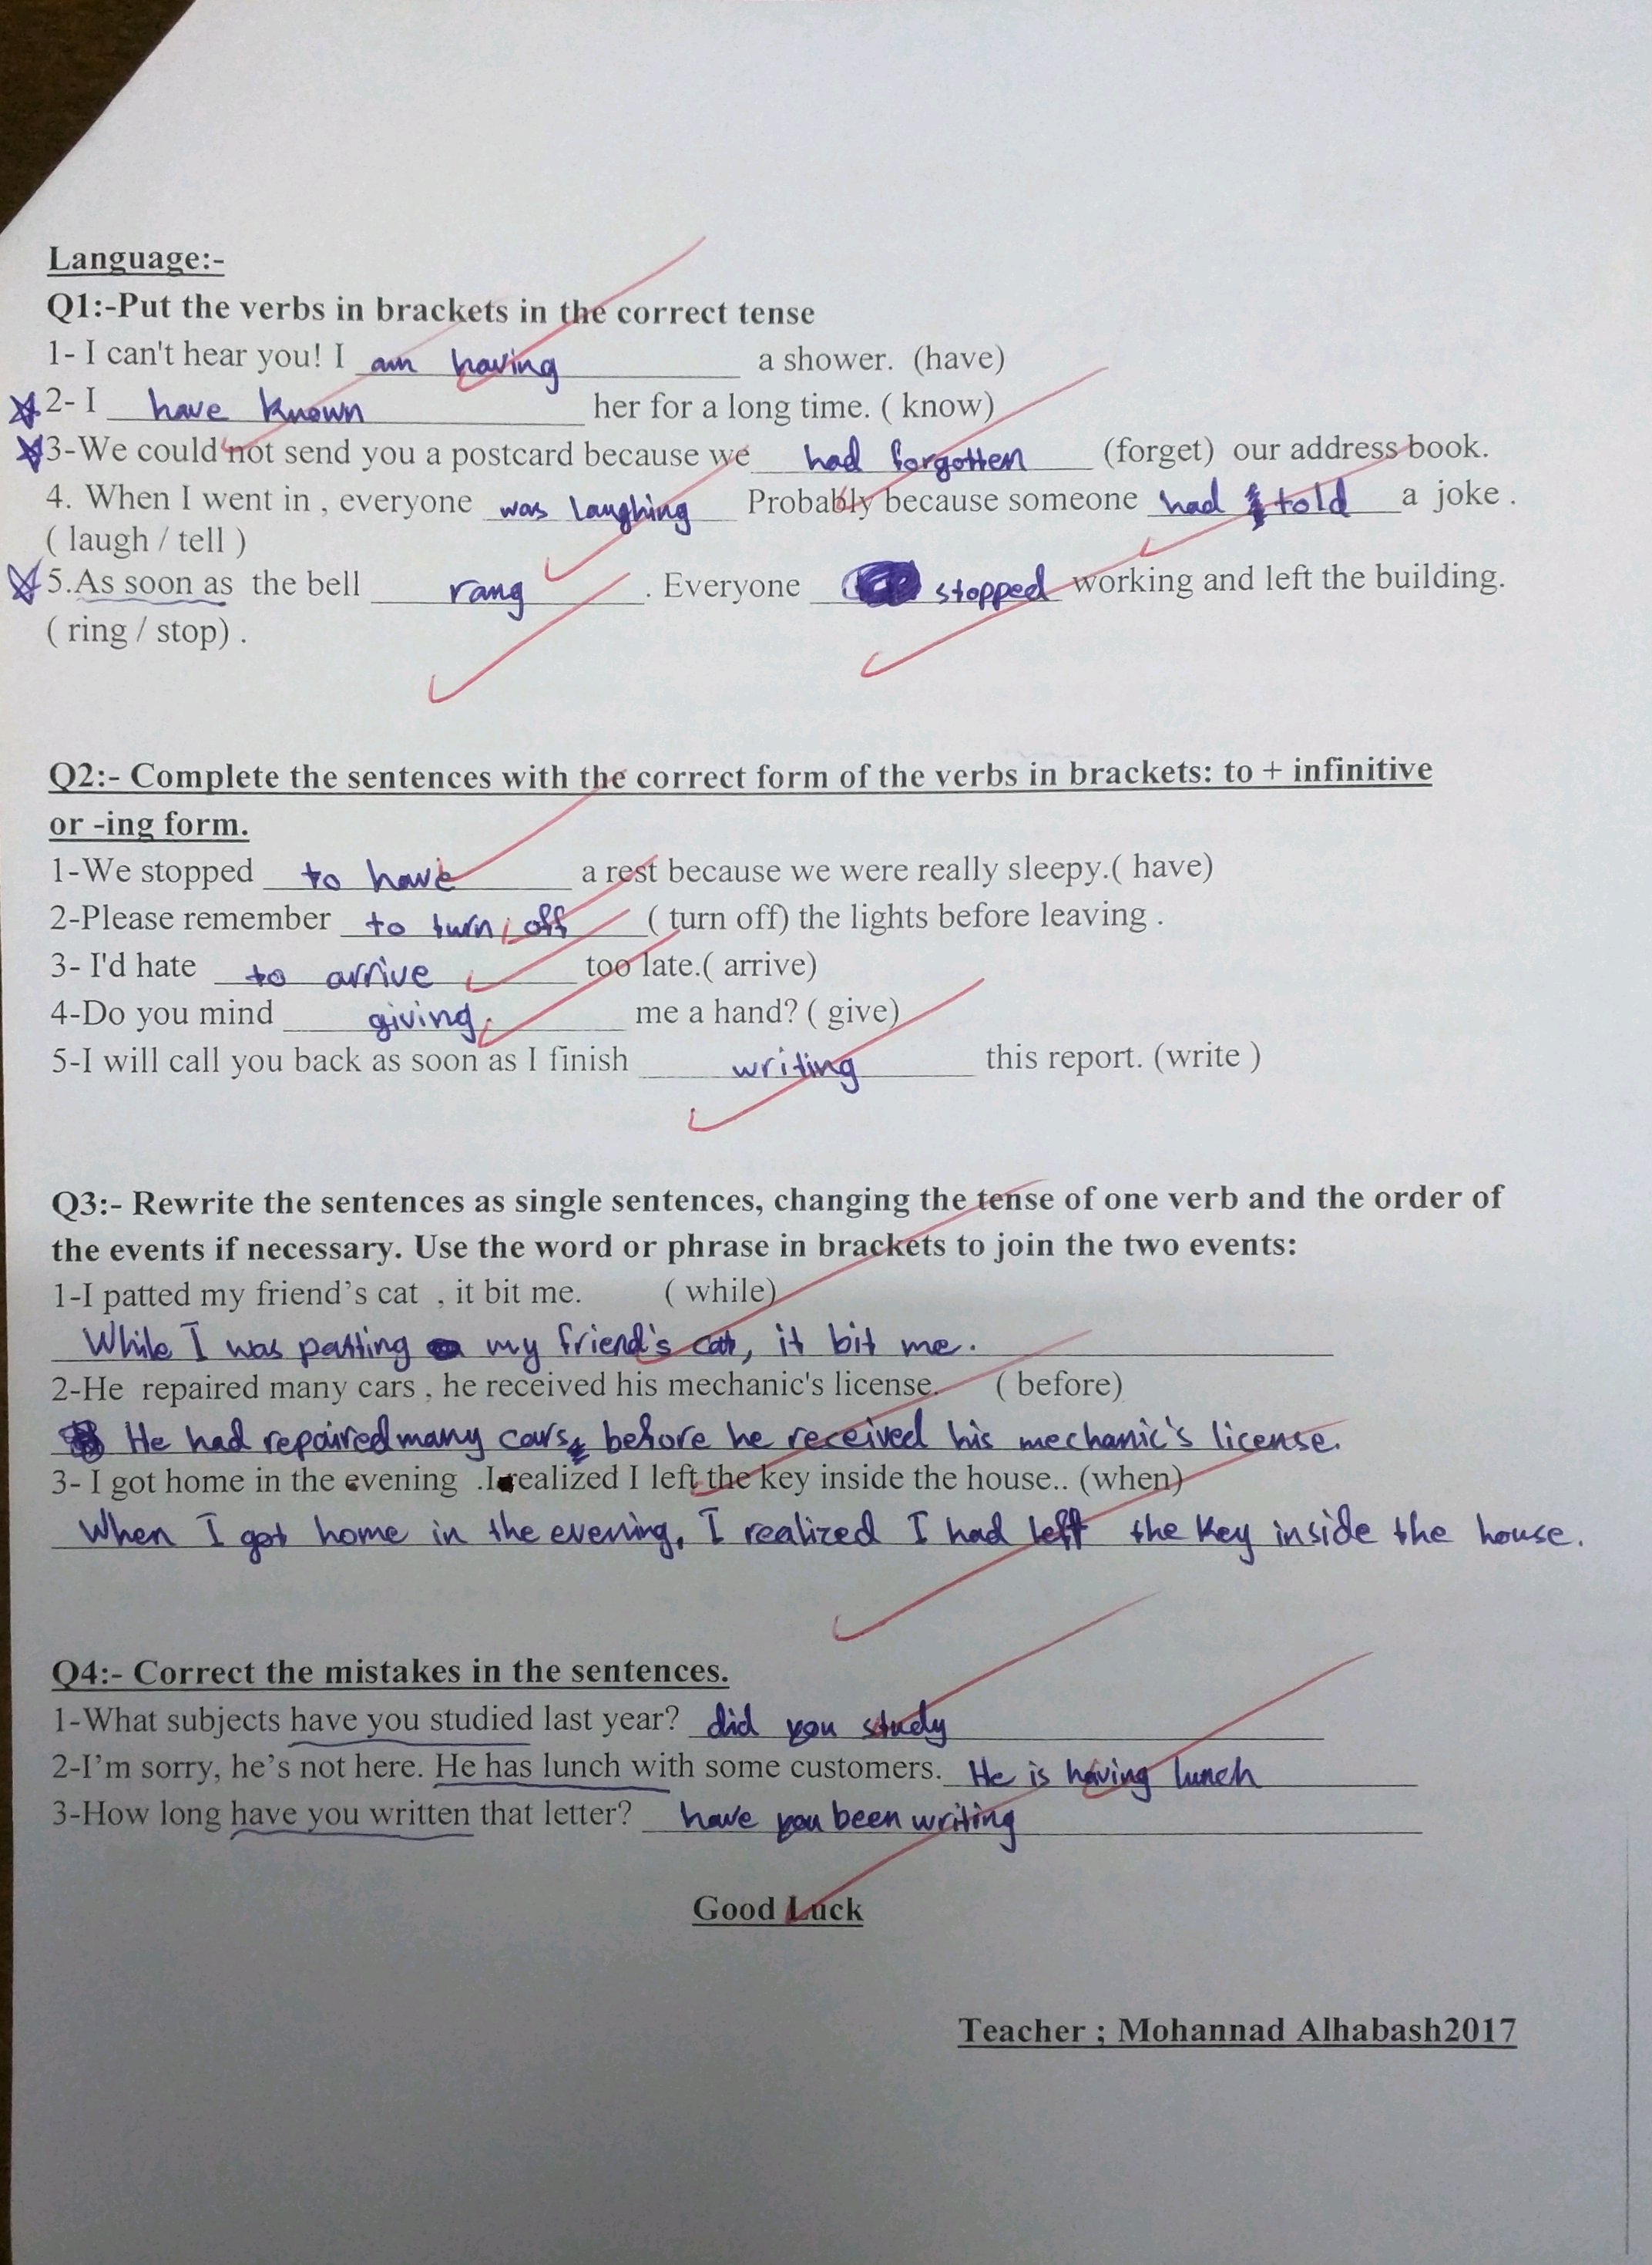 Language:-
Q1:-Put the verbs in brackets in the correct tense
1- I can't hear you! I am having a shower. (have)
2- I have known her for a long time. ( know)
3-We could not send you a postcard because we had forgotten (forget) our address book.
4. When I went in , everyone was laughing Probably because someone had told a joke .
( laugh / tell )
5.As soon as the bell rang . Everyone stopped working and left the building.
( ring / stop) .
Q2:- Complete the sentences with the correct form of the verbs in brackets: to + infinitive
or -ing form.
1-We stopped to have a rest because we were really sleepy.( have)
2-Please remember to turn off ( turn off) the lights before leaving .
3- I'd hate to arrive too late.( arrive)
4-Do you mind giving me a hand? ( give)
5-I will call you back as soon as I finish writing this report. (write )
Q3:- Rewrite the sentences as single sentences, changing the tense of one verb and the order of
the events if necessary. Use the word or phrase in brackets to join the two events:
1-I patted my friend's cat , it bit me. ( while)
While I was patting my friend's cat, it bit me.
2-He repaired many cars , he received his mechanic's license. ( before)
He had repaired many cars before he received his mechanic's license.
3- I got home in the evening .I realized I left the key inside the house.. (when)
When I got home in the evening, I realized I had left the key inside the house.
Q4:- Correct the mistakes in the sentences.
1-What subjects have you studied last year? did you study
2-I'm sorry, he's not here. He has lunch with some customers. He is having lunch
3-How long have you written that letter? have you been writing
Good Luck
Teacher ; Mohannad Alhabash2017